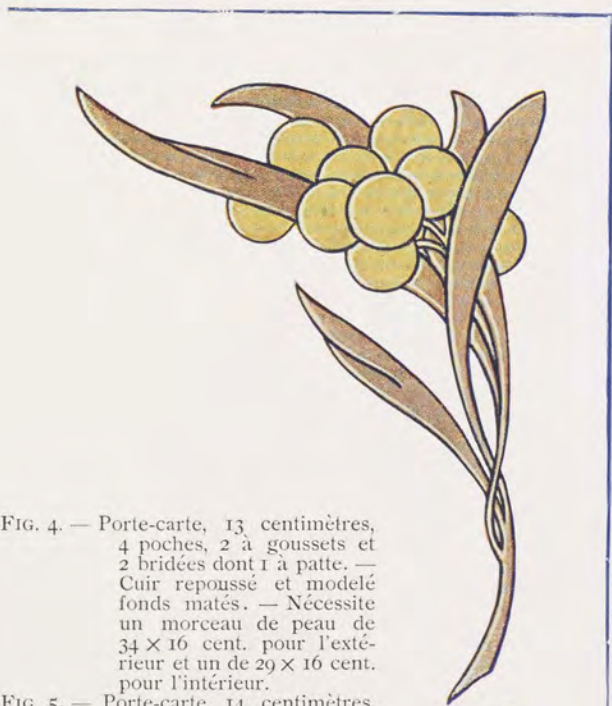 FIG. 4. — Porte-carte, 13 centimètres,
4 poches, 2 à goussets et
2 bridées dont 1 à patte. —
Cuir repoussé et modelé
fonds matés. — Nécessite
un morceau de peau de
34 × 16 cent. pour l'exté-
rieur et un de 29 × 16 cent.
pour l'intérieur.
FIG. 5. — Porte-carte, 14 centimètres,